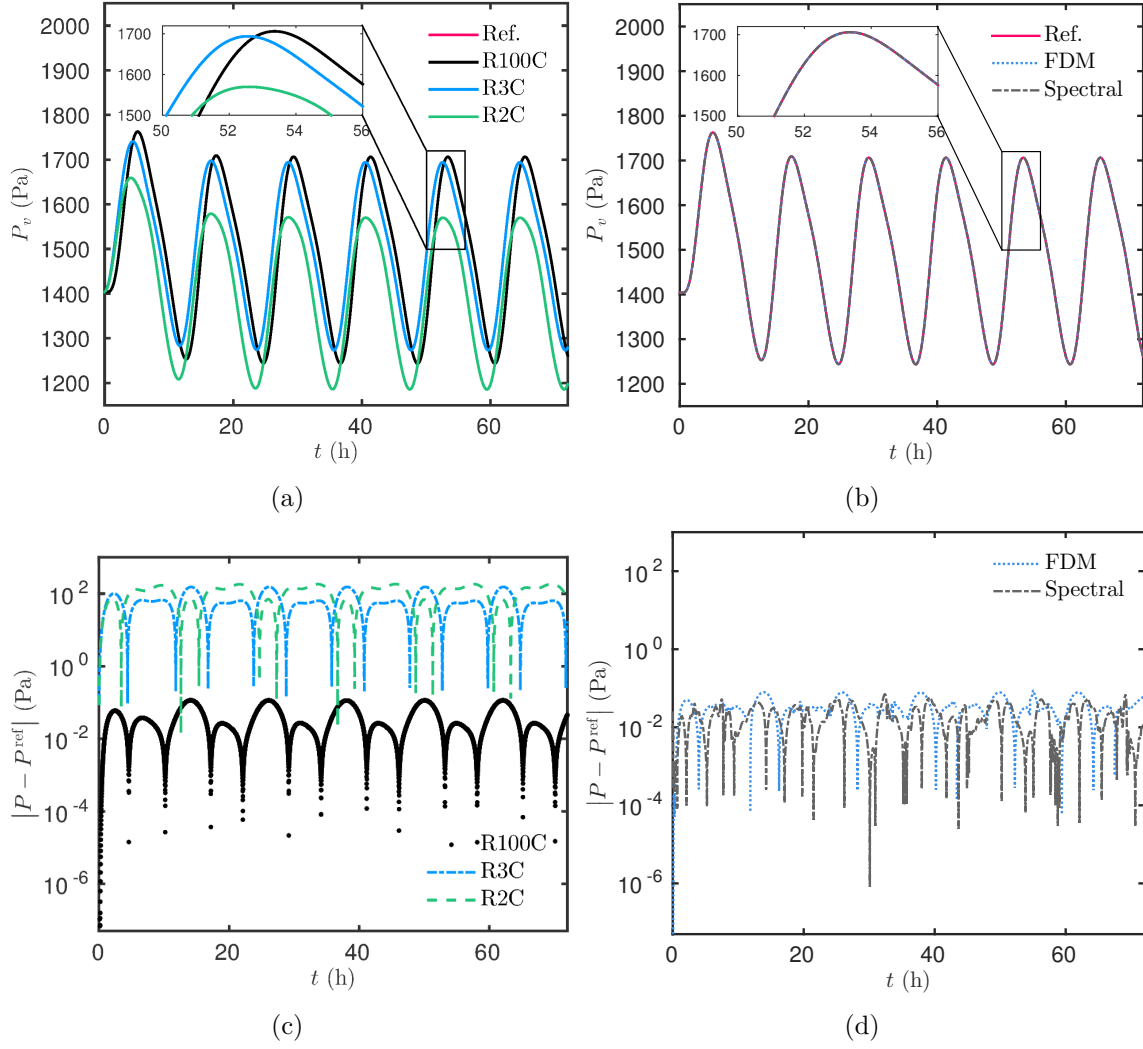 2000
1900
1800
1700
1600
1500
1400
1300
1200
P_v (Pa)
1700
1600
1500
50 52 54 56
Ref.
R100C
R3C
R2C
0 20 40 60
t (h)
(a)
2000
1900
1800
1700
1600
1500
1400
1300
1200
P_v (Pa)
1700
1600
1500
50 52 54 56
Ref.
FDM
Spectral
0 20 40 60
t (h)
(b)
10^2
10^0
10^-2
10^-4
10^-6
|P − P^ref| (Pa)
R100C
R3C
R2C
0 20 40 60
t (h)
(c)
10^2
10^0
10^-2
10^-4
10^-6
|P − P^ref| (Pa)
FDM
Spectral
0 20 40 60
t (h)
(d)